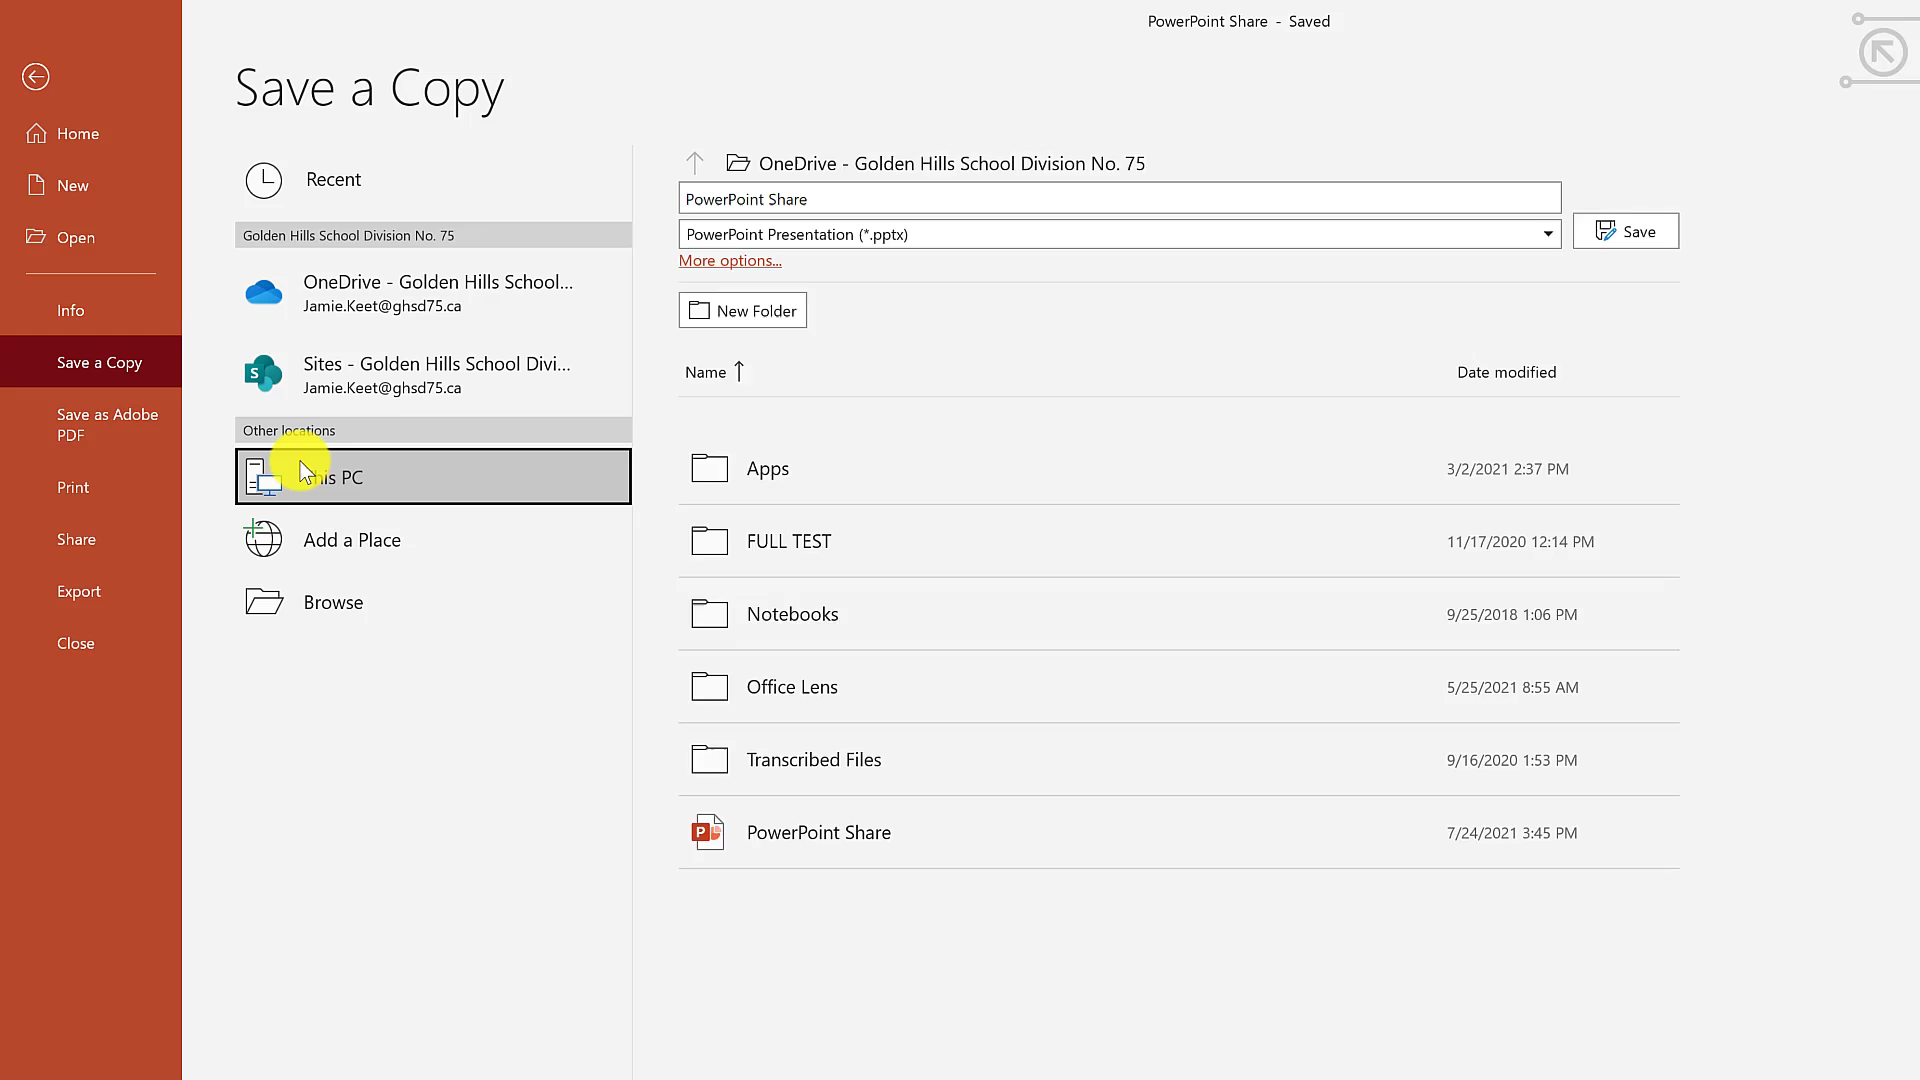 PowerPoint Share - Saved
Save a Copy
Home
New
Open
Info
Save a Copy
Save as Adobe
PDF
Print
Share
Export
Close
Recent
Golden Hills School Division No. 75
OneDrive - Golden Hills School...
Jamie.Keet@ghsd75.ca
Sites - Golden Hills School Divi...
Jamie.Keet@ghsd75.ca
Other locations
This PC
Add a Place
Browse
OneDrive - Golden Hills School Division No. 75
PowerPoint Share
PowerPoint Presentation (*.pptx)
Save
More options...
New Folder
Name Date modified
Apps 3/2/2021 2:37 PM
FULL TEST 11/17/2020 12:14 PM
Notebooks 9/25/2018 1:06 PM
Office Lens 5/25/2021 8:55 AM
Transcribed Files 9/16/2020 1:53 PM
PowerPoint Share 7/24/2021 3:45 PM